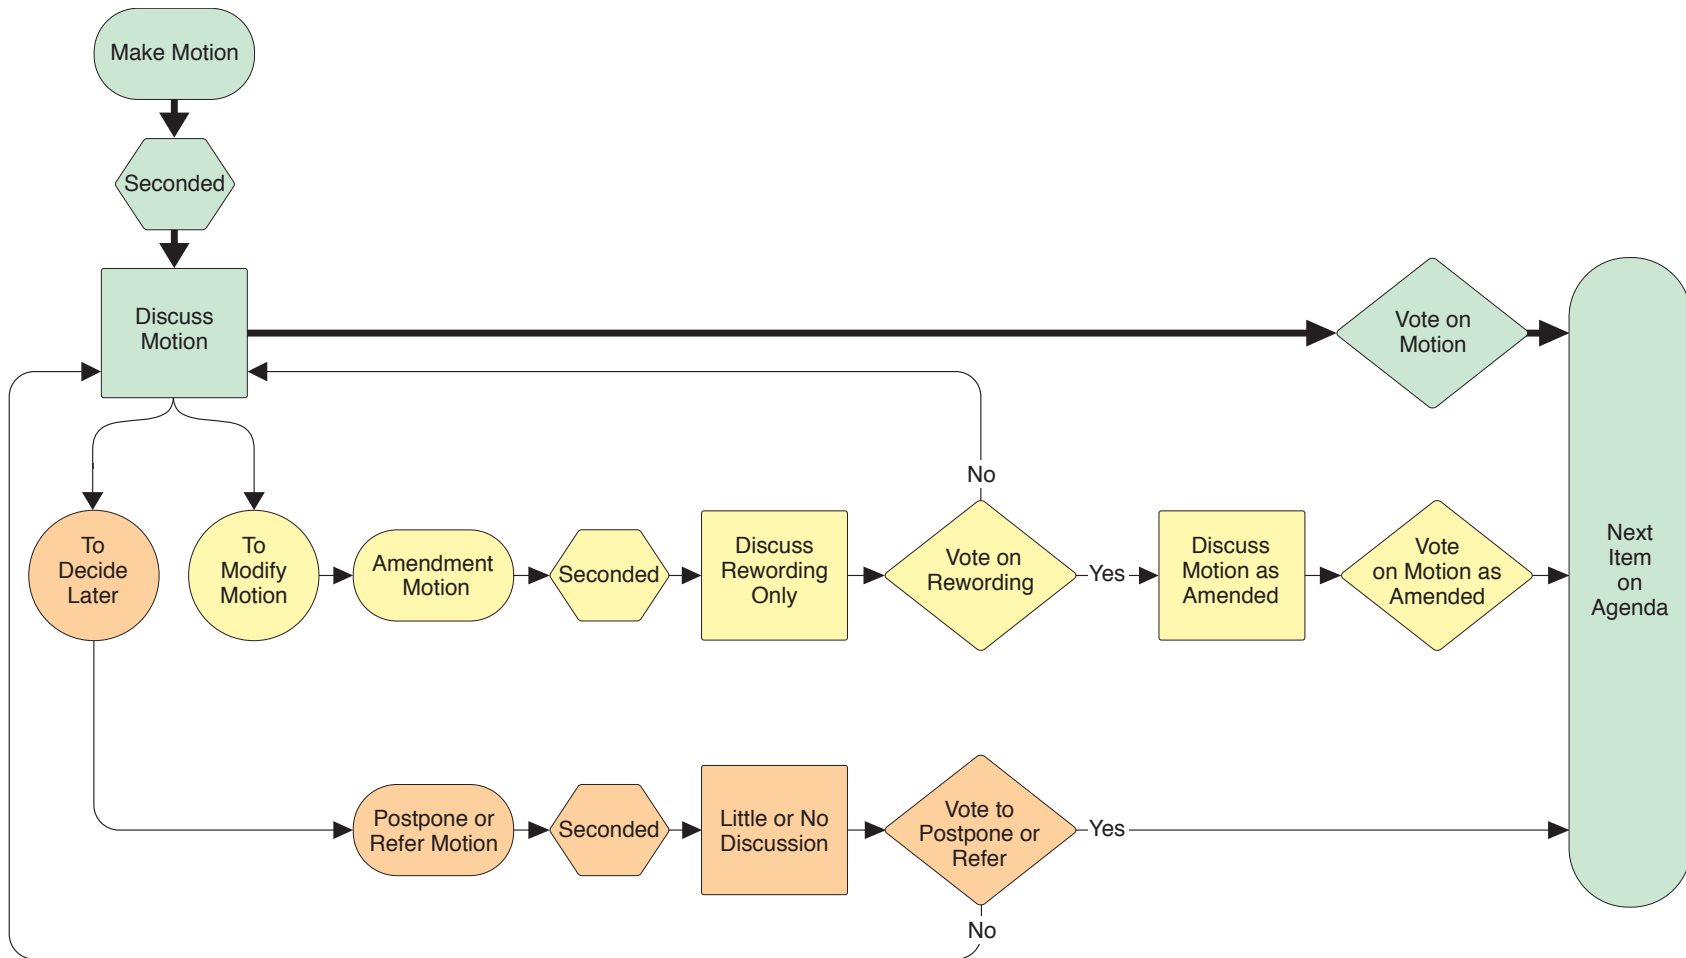 Make Motion
Seconded
Discuss
Motion
Vote on
Motion
No
To
Decide
Later
To
Modify
Motion
Amendment
Motion
Seconded
Discuss
Rewording
Only
Vote on
Rewording
Yes
Discuss
Motion as
Amended
Vote
on Motion as
Amended
Next
Item
on
Agenda
Postpone or
Refer Motion
Seconded
Little or No
Discussion
Vote to
Postpone or
Refer
Yes
No